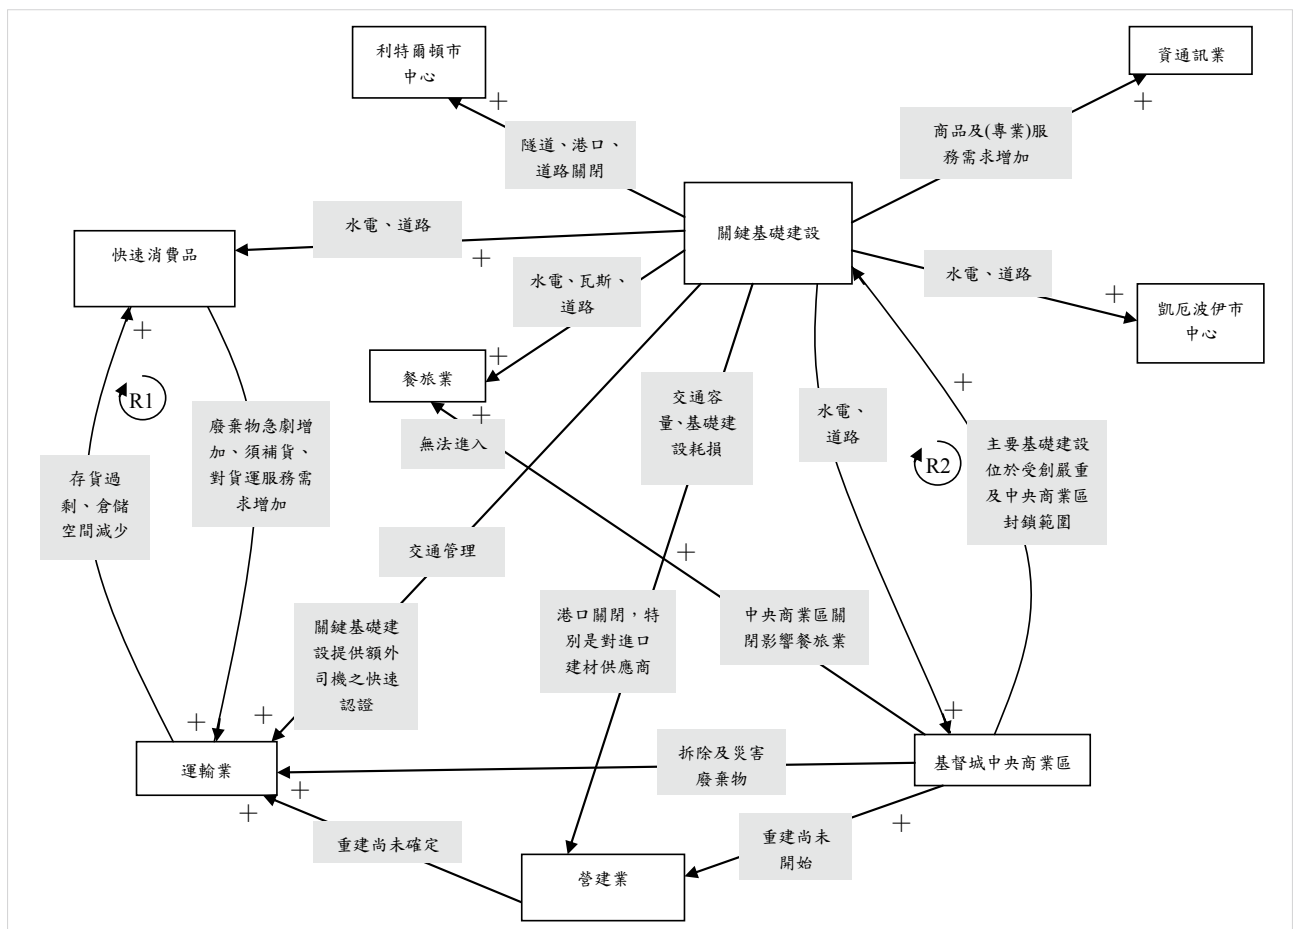 利特爾頓市
中心
資通訊業
+
+
商品及(專業)服
務需求增加
隧道、港口、
道路關閉
關鍵基礎建設
水電、道路
快速消費品
+
水電、瓦斯、
道路
水電、道路
+
凱厄波伊市
中心
+
+
餐旅業
+
+
R1
交通容
量、基礎建
設耗損
水電、
道路
廢棄物急劇增
加、須補貨、
對貨運服務需
求增加
無法進入
主要基礎建設
位於受創嚴重
及中央商業區
封鎖範圍
R2
存貨過
剩、倉儲
空間減少
交通管理
+
關鍵基礎建
設提供額外
司機之快速
認證
港口關閉,特
別是對進口
建材供應商
中央商業區關
閉影響餐旅業
+
+
+
運輸業
拆除及災害
廢棄物
基督城中央商業區
+
+
+
重建尚未確定
重建尚未
開始
營建業